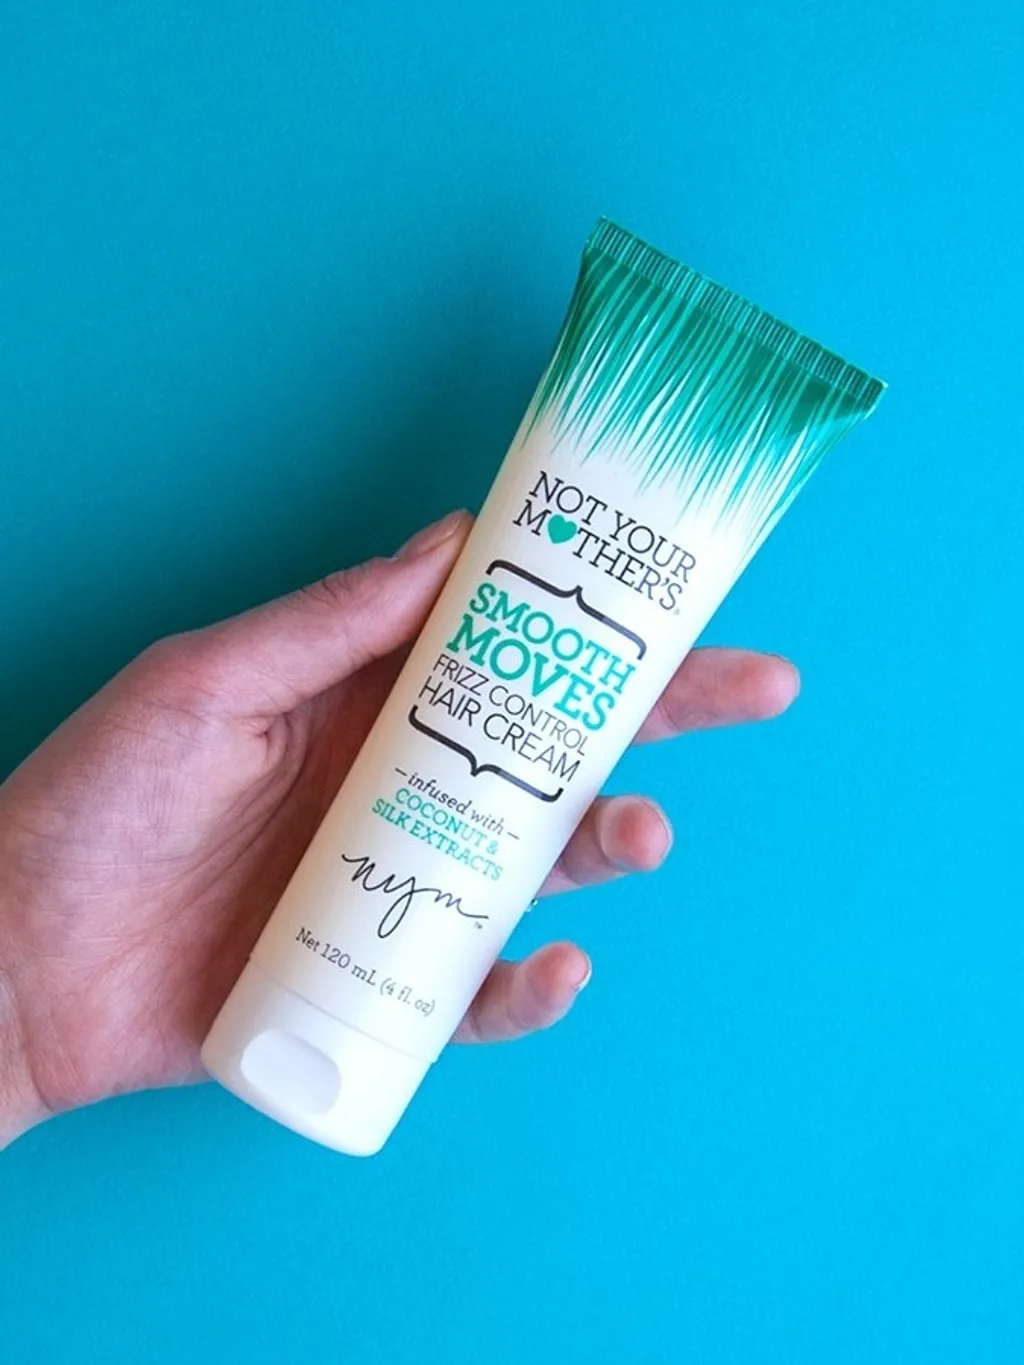 NOT YOUR
MOTHER'S®
SMOOTH
MOVES
FRIZZ CONTROL
HAIR CREAM
—infused with—
COCONUT &
SILK EXTRACTS
nym™
Net 120 mL (4 fl. oz)